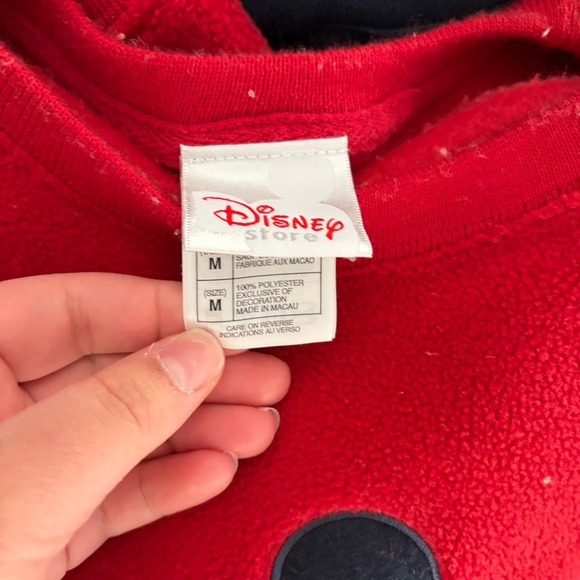 Disney
store
M
FABRIQUE AUX MACAO
(SIZE)
M
100% POLYESTER
EXCLUSIVE OF
DECORATION
MADE IN MACAU
CARE ON REVERSE
INDICATIONS AU VERSO